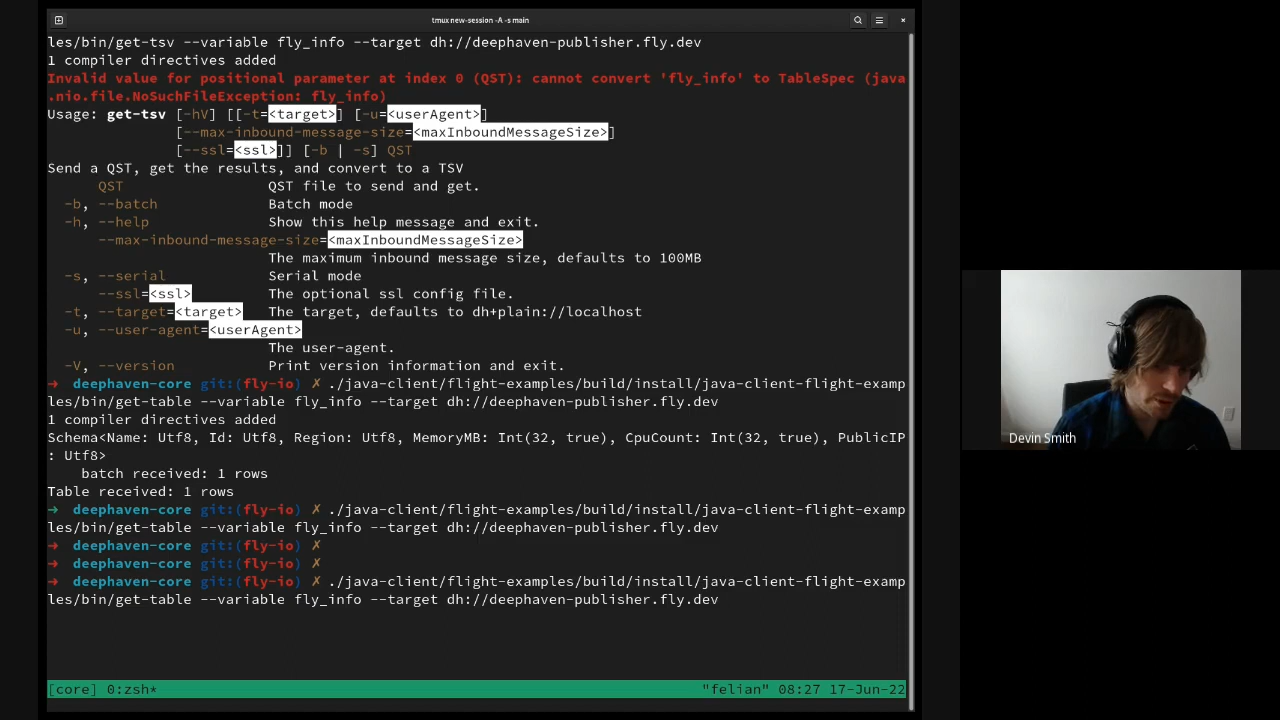 tmux new-session -A -s main
les/bin/get-tsv --variable fly_info --target dh://deephaven-publisher.fly.dev
1 compiler directives added
Invalid value for positional parameter at index 0 (QST): cannot convert 'fly_info' to TableSpec (java
.nio.file.NoSuchFileException: fly_info)
Usage: get-tsv [-hV] [[-t=<target>] [-u=<userAgent>]
[--max-inbound-message-size=<maxInboundMessageSize>]
[--ssl=<ssl>]] [-b | -s] QST
Send a QST, get the results, and convert to a TSV
QST QST file to send and get.
-b, --batch Batch mode
-h, --help Show this help message and exit.
--max-inbound-message-size=<maxInboundMessageSize>
The maximum inbound message size, defaults to 100MB
-s, --serial Serial mode
--ssl=<ssl> The optional ssl config file.
-t, --target=<target> The target, defaults to dh+plain://localhost
-u, --user-agent=<userAgent>
The user-agent.
-V, --version Print version information and exit.
→ deephaven-core git:(fly-io) ✗ ./java-client/flight-examples/build/install/java-client-flight-examp
les/bin/get-table --variable fly_info --target dh://deephaven-publisher.fly.dev
1 compiler directives added
Schema<Name: Utf8, Id: Utf8, Region: Utf8, MemoryMB: Int(32, true), CpuCount: Int(32, true), PublicIP
: Utf8>
batch received: 1 rows
Table received: 1 rows
→ deephaven-core git:(fly-io) ✗ ./java-client/flight-examples/build/install/java-client-flight-examp
les/bin/get-table --variable fly_info --target dh://deephaven-publisher.fly.dev
→ deephaven-core git:(fly-io) ✗
→ deephaven-core git:(fly-io) ✗
→ deephaven-core git:(fly-io) ✗ ./java-client/flight-examples/build/install/java-client-flight-examp
les/bin/get-table --variable fly_info --target dh://deephaven-publisher.fly.dev
[core] 0:zsh* "felian" 08:27 17-Jun-22
Devin Smith